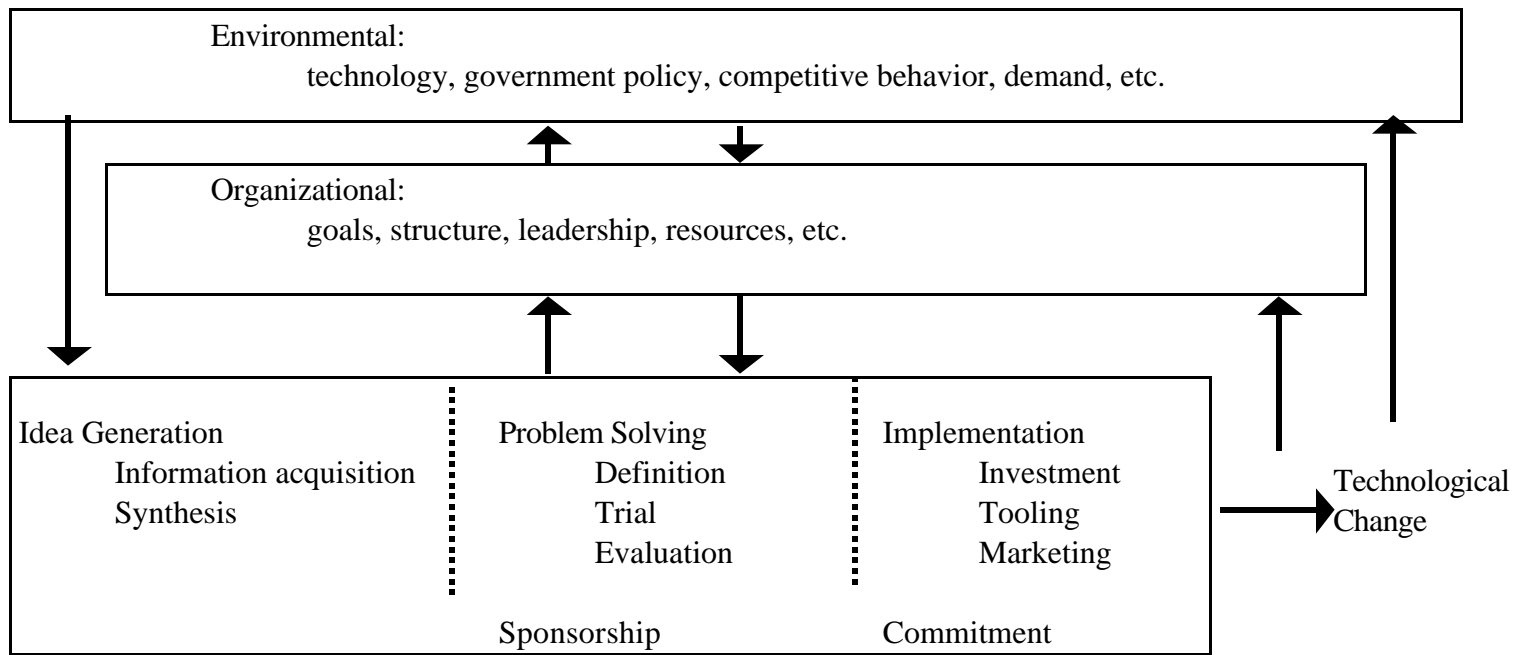 Environmental:
technology, government policy, competitive behavior, demand, etc.
Organizational:
goals, structure, leadership, resources, etc.
Idea Generation
Information acquisition
Synthesis
Problem Solving
Definition
Trial
Evaluation
Sponsorship
Implementation
Investment
Tooling
Marketing
Commitment
Technological
Change